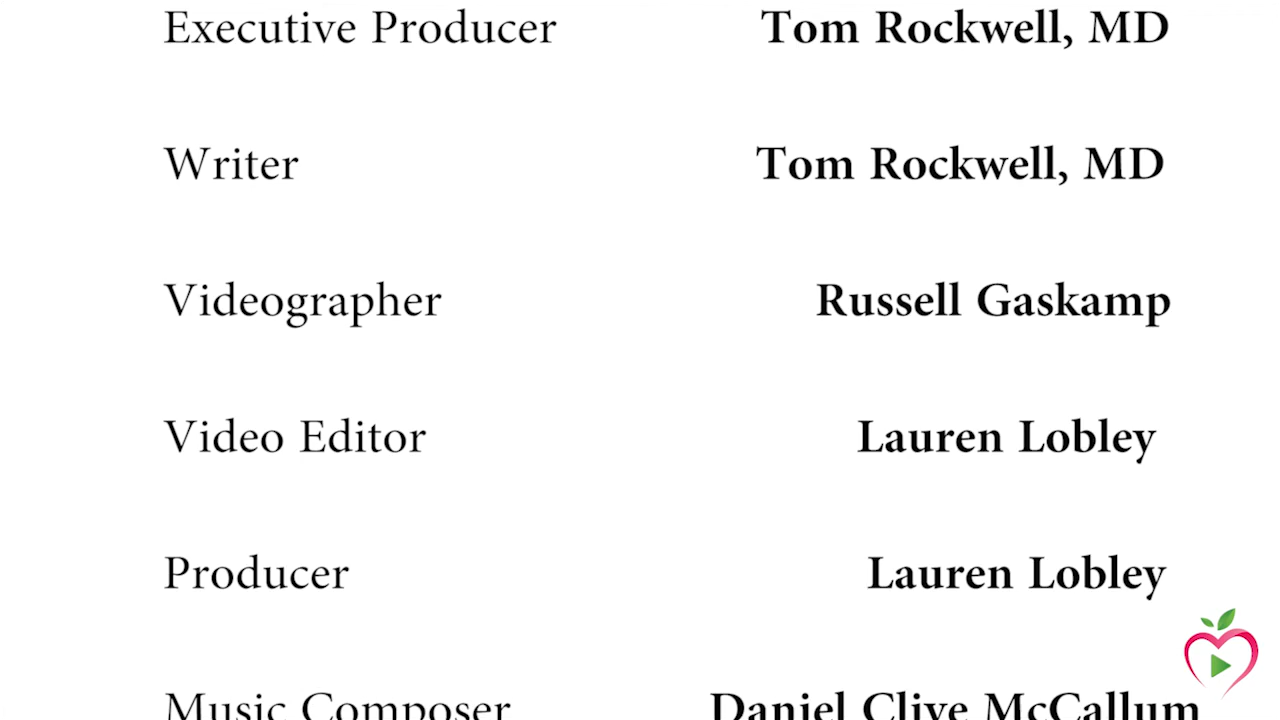 Executive Producer Tom Rockwell, MD
Writer Tom Rockwell, MD
Videographer Russell Gaskamp
Video Editor Lauren Lobley
Producer Lauren Lobley
Music Composer Daniel Clive McCallum